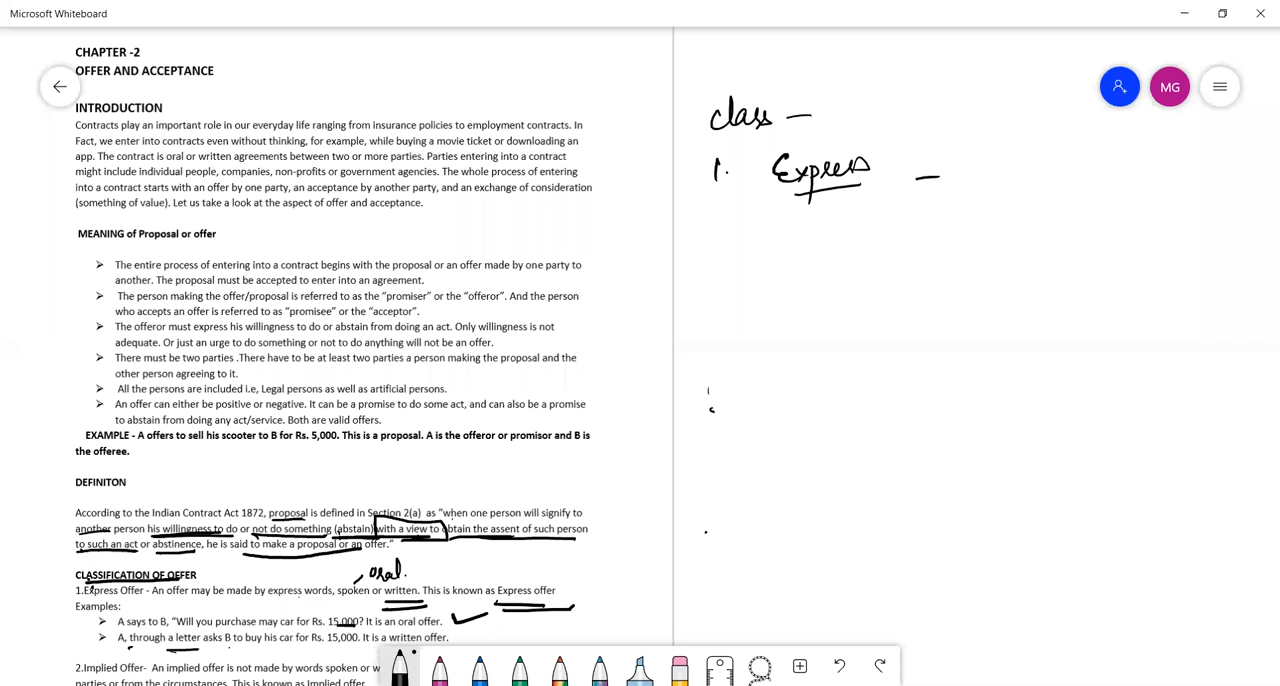 Microsoft Whiteboard
CHAPTER -2
OFFER AND ACCEPTANCE
INTRODUCTION
Contracts play an important role in our everyday life ranging from insurance policies to employment contracts. In
Fact, we enter into contracts even without thinking, for example, while buying a movie ticket or downloading an
app. The contract is oral or written agreements between two or more parties. Parties entering into a contract
might include individual people, companies, non-profits or government agencies. The whole process of entering
into a contract starts with an offer by one party, an acceptance by another party, and an exchange of consideration
(something of value). Let us take a look at the aspect of offer and acceptance.
MEANING of Proposal or offer
➢ The entire process of entering into a contract begins with the proposal or an offer made by one party to
another. The proposal must be accepted to enter into an agreement.
➢ The person making the offer/proposal is referred to as the “promiser” or the “offeror”. And the person
who accepts an offer is referred to as “promisee” or the “acceptor”.
➢ The offeror must express his willingness to do or abstain from doing an act. Only willingness is not
adequate. Or just an urge to do something or not to do anything will not be an offer.
➢ There must be two parties .There have to be at least two parties a person making the proposal and the
other person agreeing to it.
➢ All the persons are included i.e, Legal persons as well as artificial persons.
➢ An offer can either be positive or negative. It can be a promise to do some act, and can also be a promise
to abstain from doing any act/service. Both are valid offers.
EXAMPLE - A offers to sell his scooter to B for Rs. 5,000. This is a proposal. A is the offeror or promisor and B is
the offeree.
DEFINITON
According to the Indian Contract Act 1872, proposal is defined in Section 2(a) as “when one person will signify to
another person his willingness to do or not do something (abstain) with a view to obtain the assent of such person
to such an act or abstinence, he is said to make a proposal or an offer.”
CLASSIFICATION OF OFFER
, oral.
1.Express Offer - An offer may be made by express words, spoken or written. This is known as Express offer
Examples:
➢ A says to B, “Will you purchase may car for Rs. 15,000? It is an oral offer.
➢ A, through a letter asks B to buy his car for Rs. 15,000. It is a written offer.
2.Implied Offer- An implied offer is not made by words spoken or w
parties or from the circumstances. This is known as Implied offer
class –
1. Express –
MG